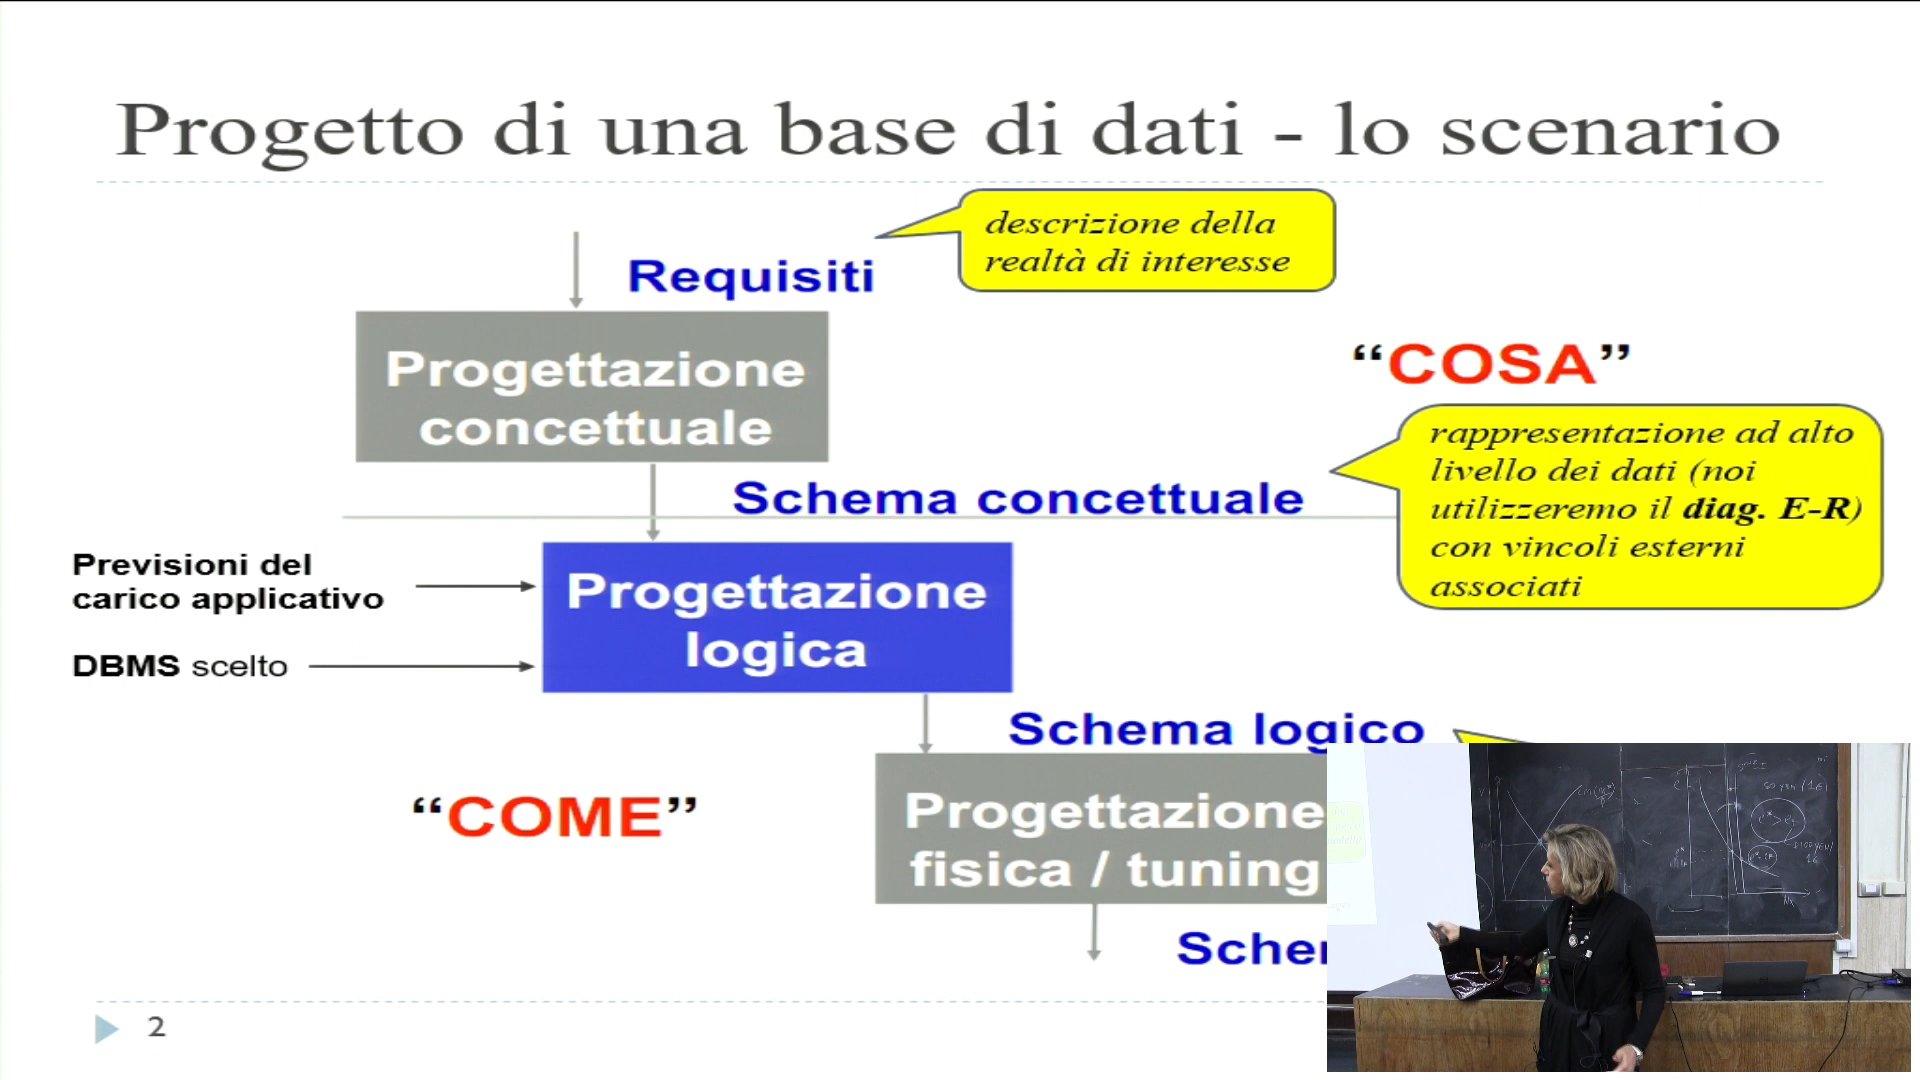 Progetto di una base di dati - lo scenario
descrizione della
realtà di interesse
Requisiti
Progettazione
concettuale
“COSA”
rappresentazione ad alto
livello dei dati (noi
utilizzeremo il diag. E-R)
con vincoli esterni
associati
Schema concettuale
Previsioni del
carico applicativo
DBMS scelto
Progettazione
logica
Schema logico
“COME”
Progettazione
fisica / tuning
2